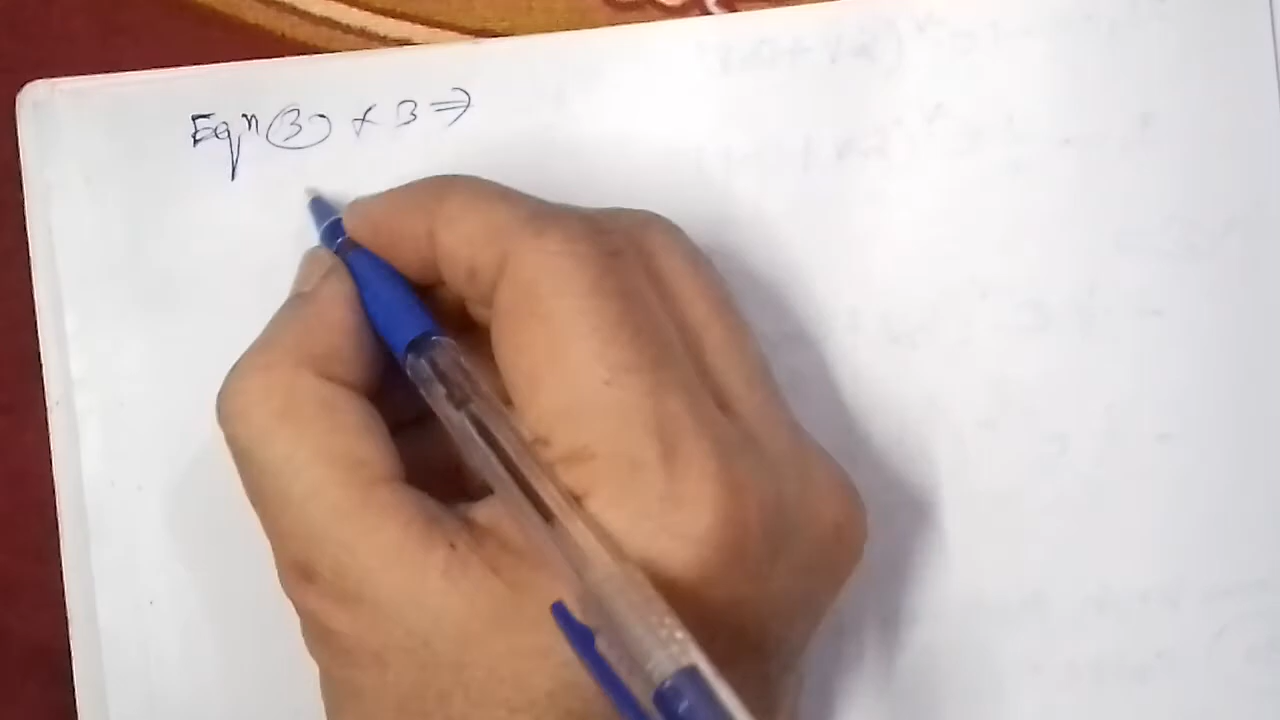 Eqⁿ ③ × 3 ⇒